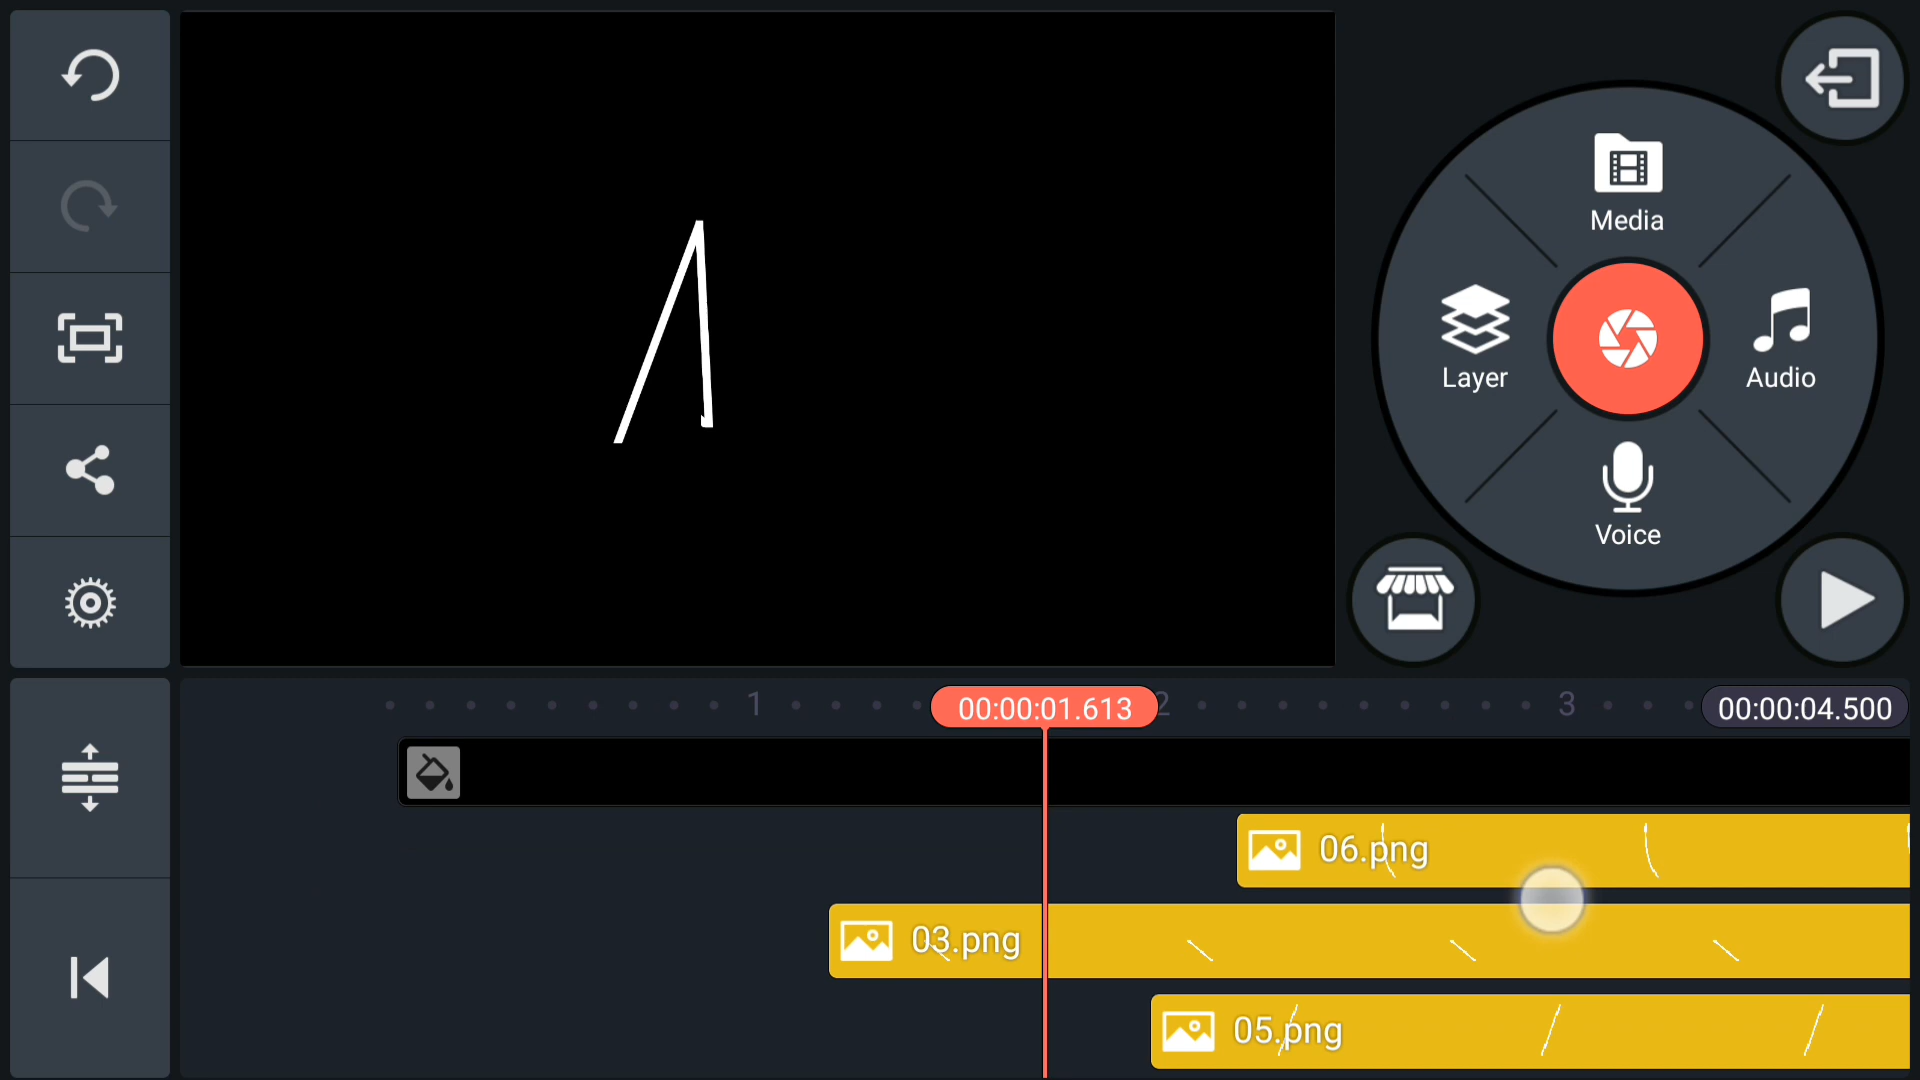 Media
Layer
Audio
Voice
1
00:00:01.613
2
3
00:00:04.500
06.png
03.png
05.png